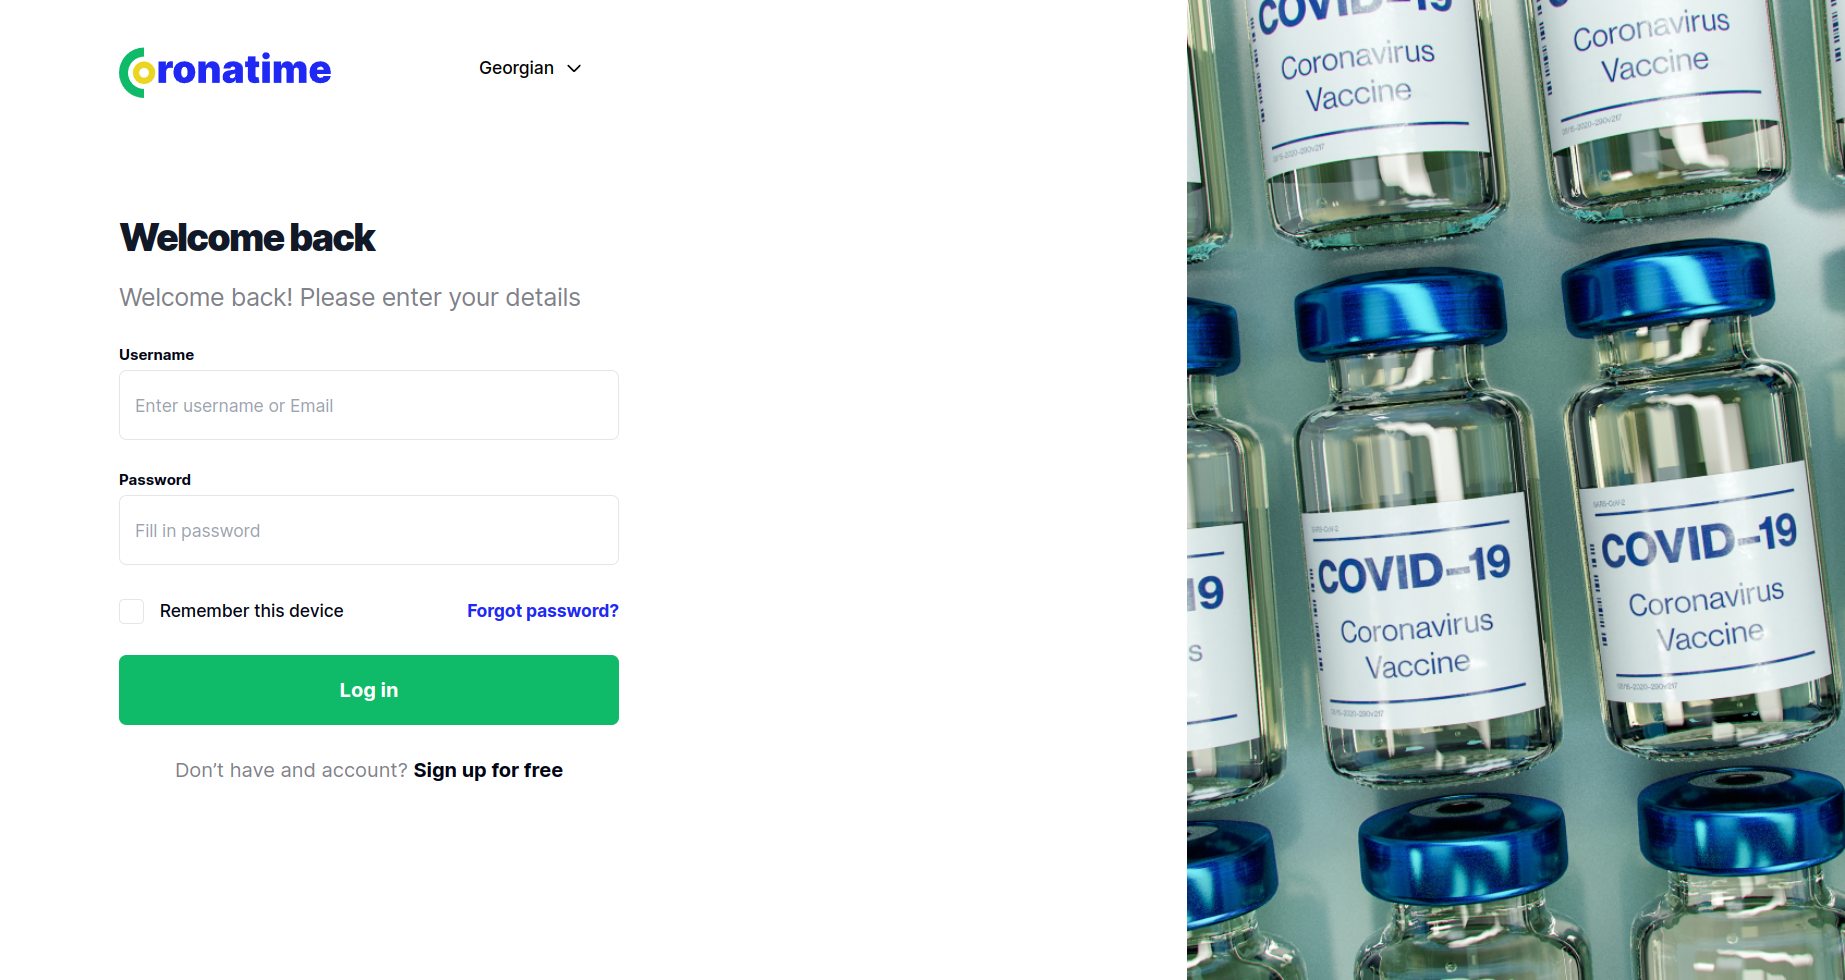 Coronatime
Georgian
Welcome back
Welcome back! Please enter your details
Username
Enter username or Email
Password
Fill in password
Remember this device
Forgot password?
Log in
Don’t have and account? Sign up for free
COVID-19
Coronavirus
Vaccine
Coronavirus
Vaccine
COVID-19
Coronavirus
Vaccine
COVID-19
Coronavirus
Vaccine
19
s